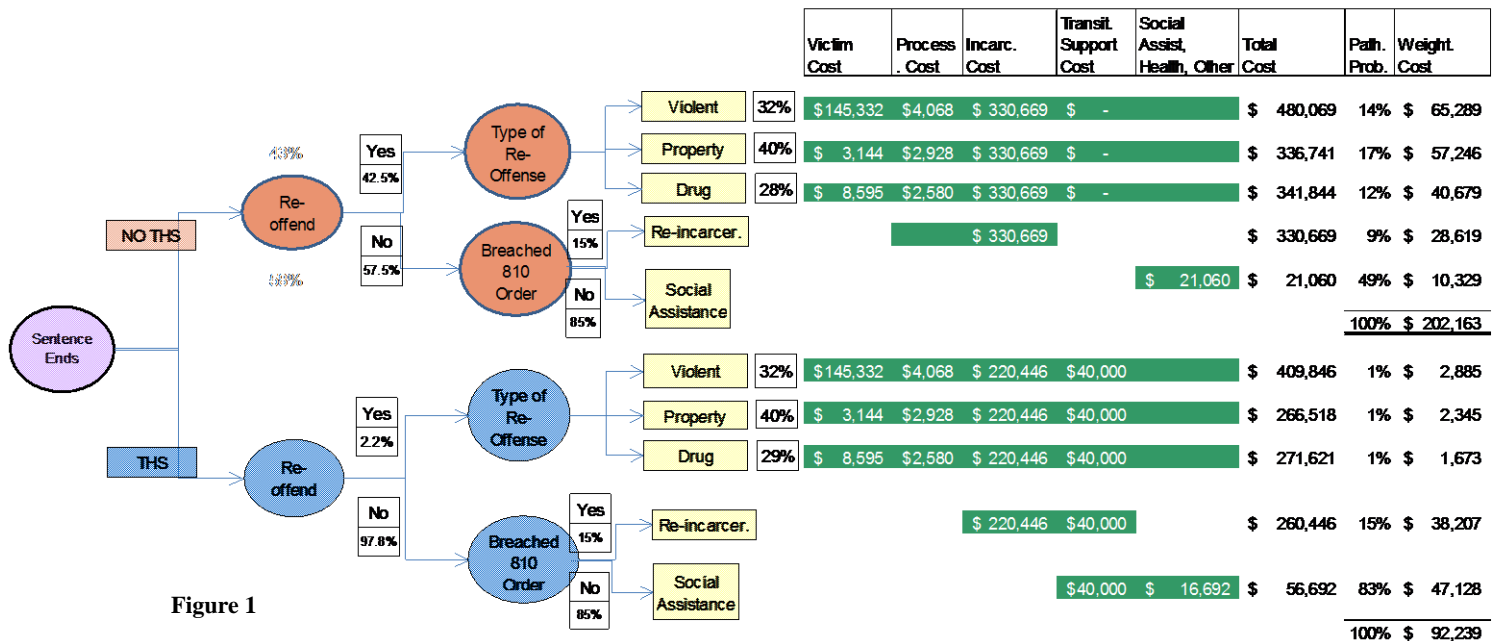 Victim Cost
Process . Cost
Incarc. Cost
Transit. Support Cost
Social Assist, Health, Other
Total Cost
Path. Prob.
Weight. Cost
Violent 32% $145,332 $4,068 $ 330,669 $ - $ 480,069 14% $ 65,289
Property 40% $ 3,144 $2,928 $ 330,669 $ - $ 336,741 17% $ 57,246
Drug 28% $ 8,595 $2,580 $ 330,669 $ - $ 341,844 12% $ 40,679
Re-incarcer. $ 330,669 $ 330,669 9% $ 28,619
Social Assistance $ 21,060 $ 21,060 49% $ 10,329
100% $ 202,163
43%
Yes
42.5%
Type of
Re-
Offense
Re-
offend
NO THS
No
57.5%
Yes
15%
Breached
810
Order
No
85%
Sentence
Ends
Violent 32% $145,332 $4,068 $ 220,446 $40,000 $ 409,846 1% $ 2,885
Property 40% $ 3,144 $2,928 $ 220,446 $40,000 $ 266,518 1% $ 2,345
Drug 29% $ 8,595 $2,580 $ 220,446 $40,000 $ 271,621 1% $ 1,673
Re-incarcer. $ 220,446 $40,000 $ 260,446 15% $ 38,207
Social Assistance $40,000 $ 16,692 $ 56,692 83% $ 47,128
100% $ 92,239
Yes
2.2%
Type of
Re-
Offense
THS
Re-
offend
No
97.8%
Yes
15%
Breached
810
Order
No
85%
Figure 1